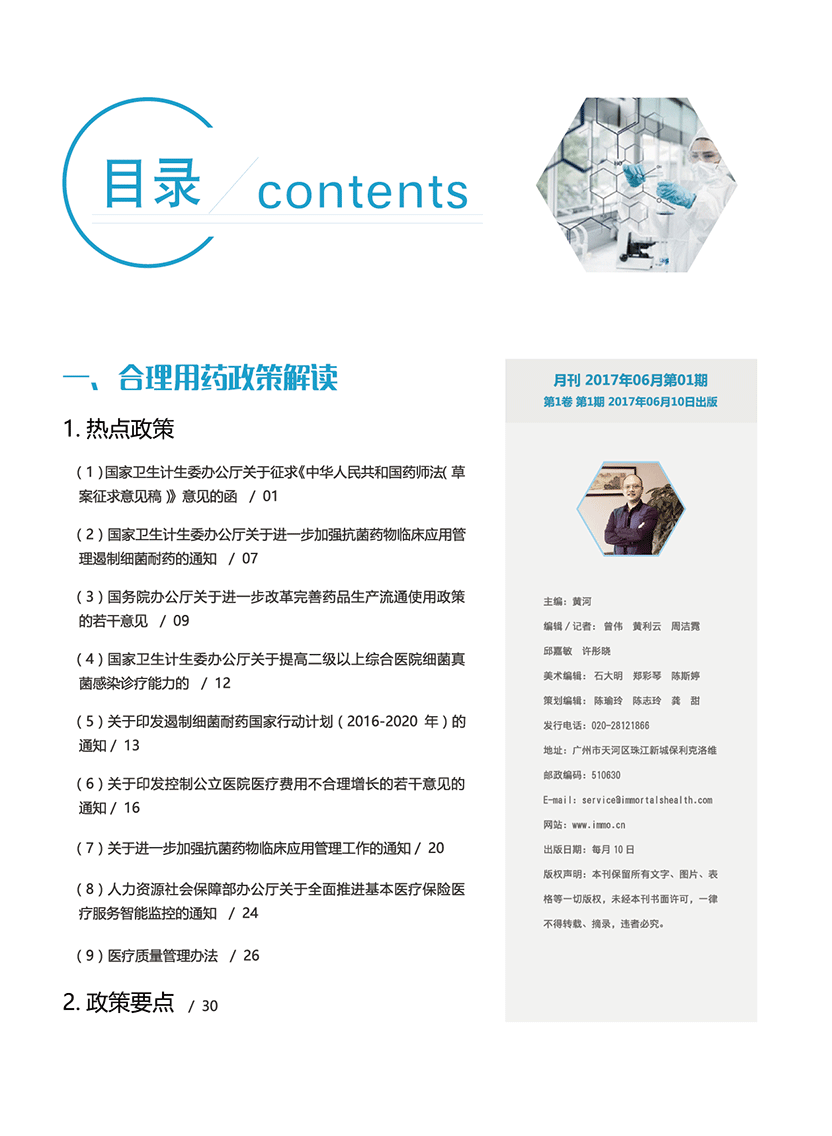 目录
contents
一、合理用药政策解读
1. 热点政策
（1）国家卫生计生委办公厅关于征求《中华人民共和国药师法（草
案征求意见稿）》意见的函 / 01
（2）国家卫生计生委办公厅关于进一步加强抗菌药物临床应用管
理遏制细菌耐药的通知 / 07
（3）国务院办公厅关于进一步改革完善药品生产流通使用政策
的若干意见 / 09
（4）国家卫生计生委办公厅关于提高二级以上综合医院细菌真
菌感染诊疗能力的 / 12
（5）关于印发遏制细菌耐药国家行动计划（2016-2020 年）的
通知 / 13
（6）关于印发控制公立医院医疗费用不合理增长的若干意见的
通知 / 16
（7）关于进一步加强抗菌药物临床应用管理工作的通知 / 20
（8）人力资源社会保障部办公厅关于全面推进基本医疗保险医
疗服务智能监控的通知 / 24
（9）医疗质量管理办法 / 26
2. 政策要点 / 30
月刊 2017年06月第01期
第1卷 第1期 2017年06月10日出版
主编：黄河
编辑/记者：曾伟 黄利云 周洁霓
邱嘉敏 许彤晓
美术编辑：石大明 郑彩琴 陈斯婷
策划编辑：陈瑜玲 陈志玲 龚 甜
发行电话：020-28121866
地址：广州市天河区珠江新城保利克洛维
邮政编码：510630
E-mail：service@immortalshealth.com
网站：www.immo.cn
出版日期：每月10日
版权声明：本刊保留所有文字、图片、表
格等一切版权，未经本刊书面许可，一律
不得转载、摘录，违者必究。